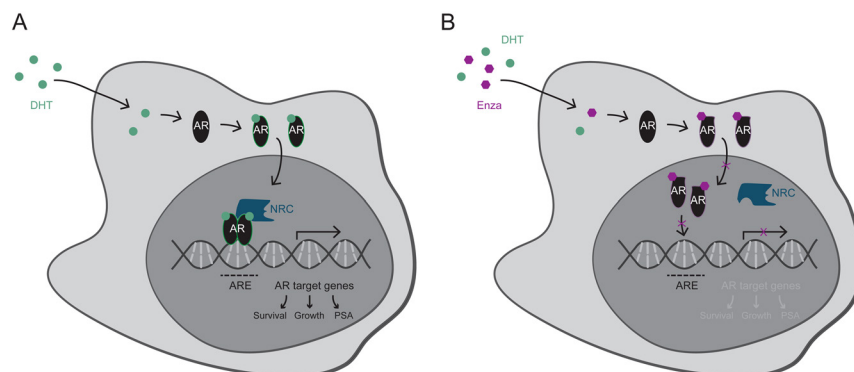 A
DHT
AR
AR
AR
NRC
AR
ARE
AR target genes
Survival Growth PSA
B
DHT
Enza
AR
AR
AR
AR
AR
NRC
ARE
AR target genes
Survival Growth PSA